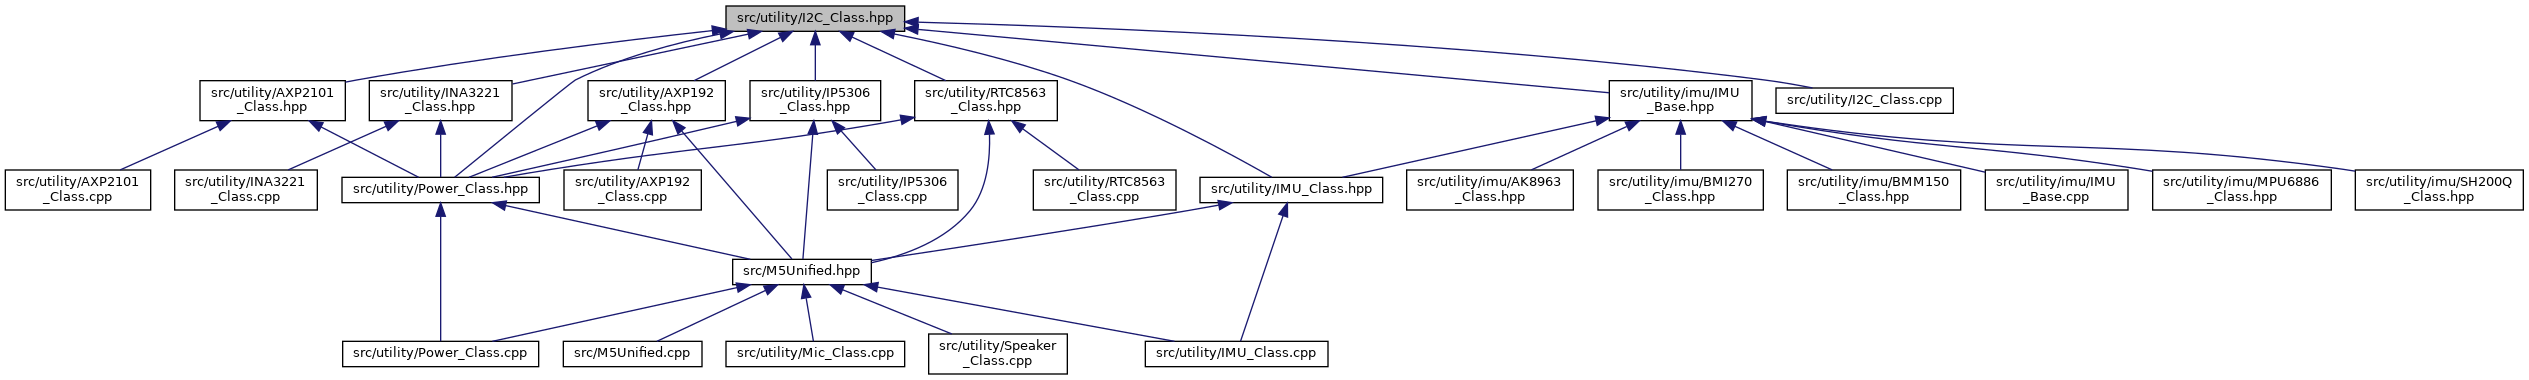 src/utility/I2C_Class.hpp
src/utility/AXP2101
_Class.hpp
src/utility/INA3221
_Class.hpp
src/utility/AXP192
_Class.hpp
src/utility/IP5306
_Class.hpp
src/utility/RTC8563
_Class.hpp
src/utility/imu/IMU
_Base.hpp
src/utility/I2C_Class.cpp
src/utility/AXP2101
_Class.cpp
src/utility/INA3221
_Class.cpp
src/utility/Power_Class.hpp
src/utility/AXP192
_Class.cpp
src/utility/IP5306
_Class.cpp
src/utility/RTC8563
_Class.cpp
src/utility/IMU_Class.hpp
src/utility/imu/AK8963
_Class.hpp
src/utility/imu/BMI270
_Class.hpp
src/utility/imu/BMM150
_Class.hpp
src/utility/imu/IMU
_Base.cpp
src/utility/imu/MPU6886
_Class.hpp
src/utility/imu/SH200Q
_Class.hpp
src/M5Unified.hpp
src/utility/Power_Class.cpp
src/M5Unified.cpp
src/utility/Mic_Class.cpp
src/utility/Speaker
_Class.cpp
src/utility/IMU_Class.cpp